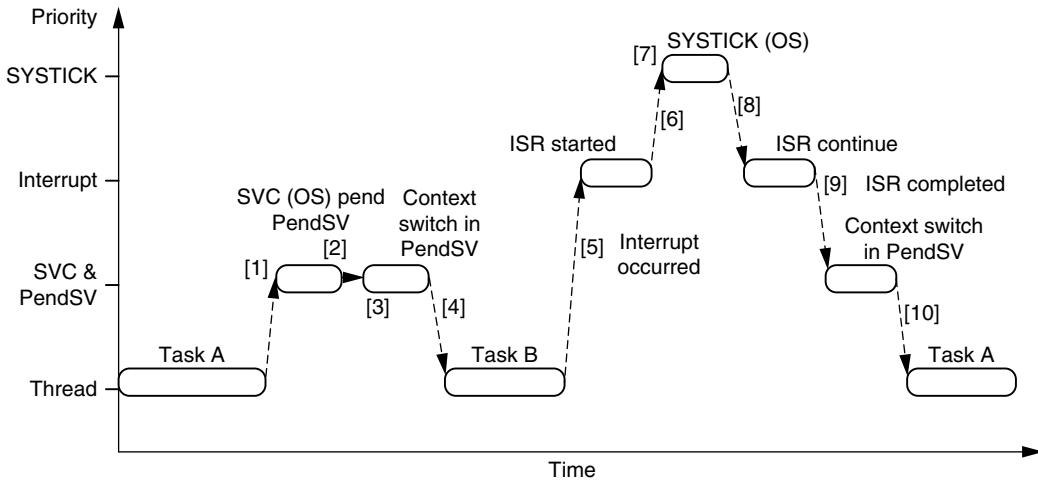 Priority
SYSTICK (OS)
[7]
SYSTICK
[6]
[8]
ISR started
ISR continue
Interrupt
[9] ISR completed
SVC (OS) pend
PendSV
Context
switch in
PendSV
Context switch
in PendSV
[5]
Interrupt
occurred
[1]
[2]
SVC &
PendSV
[3]
[4]
[10]
Task A
Task B
Task A
Thread
Time